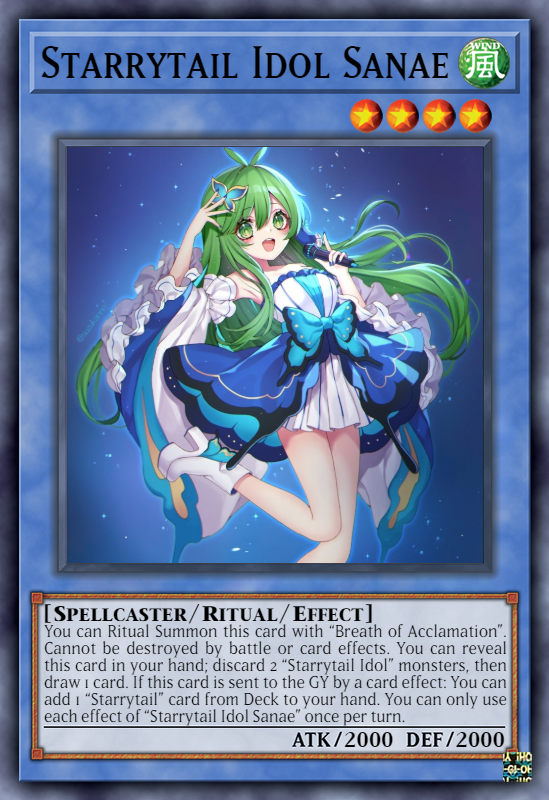 STARRYTAIL IDOL SANAE
WIND
風
[SPELLCASTER/RITUAL/EFFECT]
You can Ritual Summon this card with “Breath of Acclamation”.
Cannot be destroyed by battle or card effects. You can reveal
this card in your hand; discard 2 “Starrytail Idol” monsters, then
draw 1 card. If this card is sent to the GY by a card effect: You can
add 1 “Starrytail” card from Deck to your hand. You can only use
each effect of “Starrytail Idol Sanae” once per turn.
ATK/2000 DEF/2000